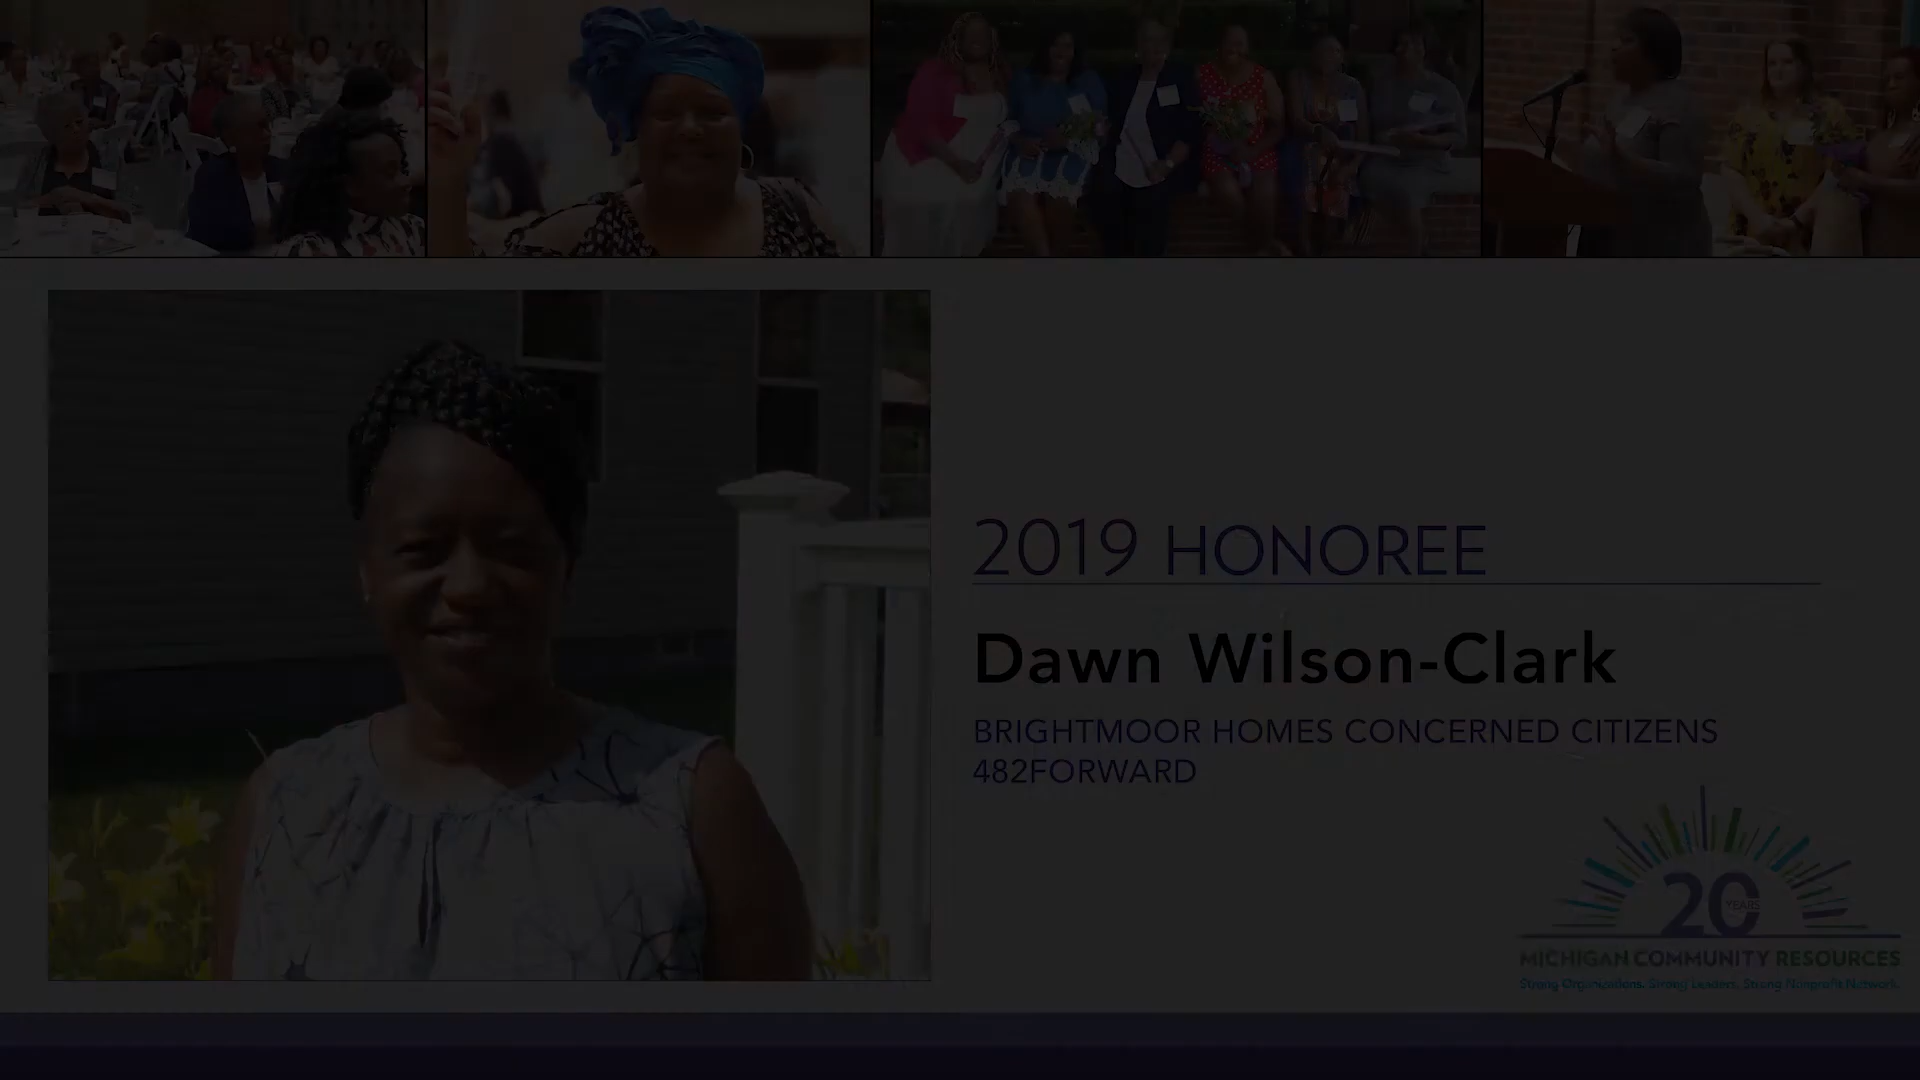 2019 HONOREE
Dawn Wilson-Clark
BRIGHTMOOR HOMES CONCERNED CITIZENS
482FORWARD
20
YEARS
MICHIGAN COMMUNITY RESOURCES
Strong Organizations. Strong Leaders. Strong Nonprofit Network.